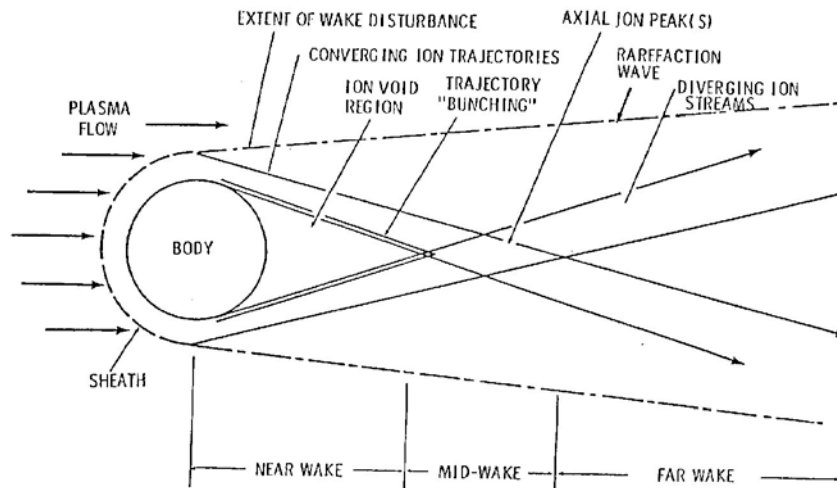 EXTENT OF WAKE DISTURBANCE
AXIAL ION PEAK(S)
CONVERGING ION TRAJECTORIES
RARFFACTION
WAVE
ION VOID
REGION
TRAJECTORY
"BUNCHING"
DIVERGING ION
STREAMS
PLASMA
FLOW
BODY
SHEATH
NEAR WAKE
MID-WAKE
FAR WAKE